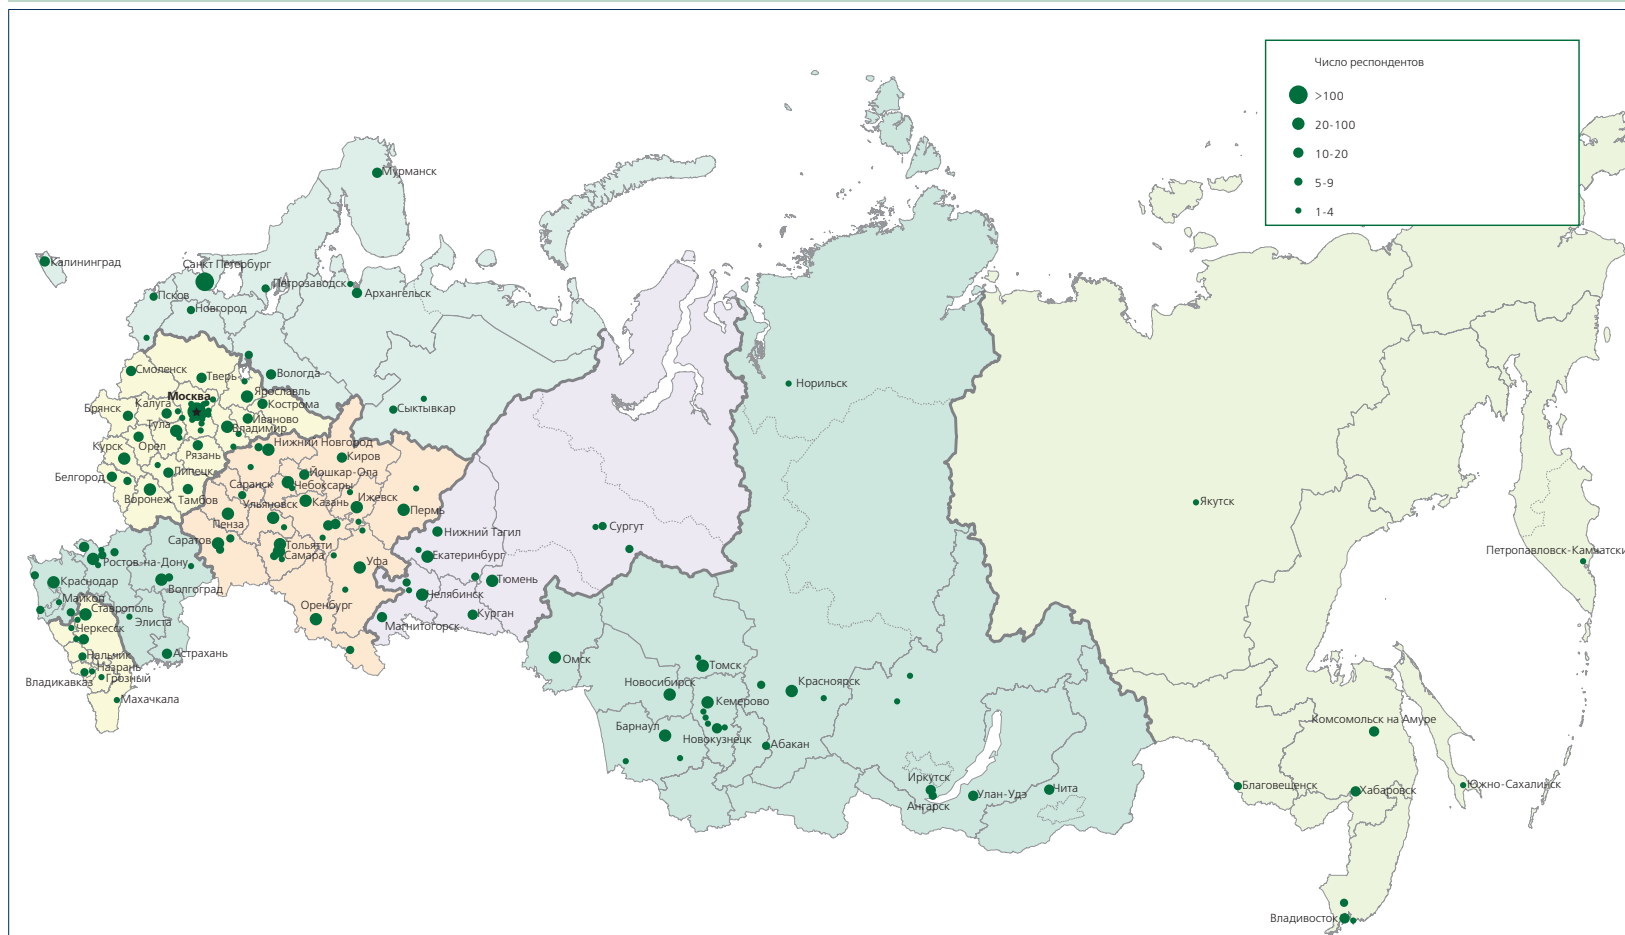 Число респондентов
>100
20-100
10-20
5-9
1-4
Мурманск
Калининград
Санкт Петербург
Петрозаводск
Архангельск
Псков
Новгород
Вологда
Сыктывкар
Смоленск
Тверь
Ярославль
Москва
Кострома
Брянск
Калуга
Иваново
Тула
Владимир
Курск
Орел
Рязань
Нижний Новгород
Киров
Белгород
Липецк
Воронеж
Тамбов
Саранск
Йошкар-Ола
Чебоксары
Ульяновск
Казань
Ижевск
Пермь
Пенза
Саратов
Тольятти
Самара
Уфа
Оренбург
Ростов-на-Дону
Краснодар
Волгоград
Майкоп
Ставрополь
Элиста
Черкесск
Астрахань
Нальчик
Назрань
Владикавказ
Грозный
Махачкала
Норильск
Сургут
Нижний Тагил
Екатеринбург
Тюмень
Челябинск
Курган
Магнитогорск
Омск
Томск
Новосибирск
Кемерово
Красноярск
Барнаул
Новокузнецк
Абакан
Иркутск
Ангарск
Улан-Удэ
Чита
Якутск
Петропавловск-Камчатски
Комсомольск на Амуре
Благовещенск
Хабаровск
Южно-Сахалинск
Владивосток